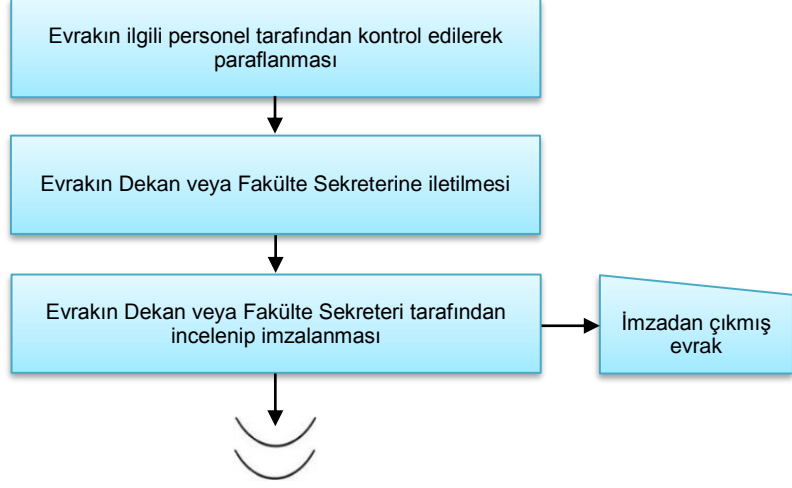 Evrakın ilgili personel tarafından kontrol edilerek
paraflanması
Evrakın Dekan veya Fakülte Sekreterine iletilmesi
Evrakın Dekan veya Fakülte Sekreteri tarafından
incelenip imzalanması
İmzadan çıkmış
evrak